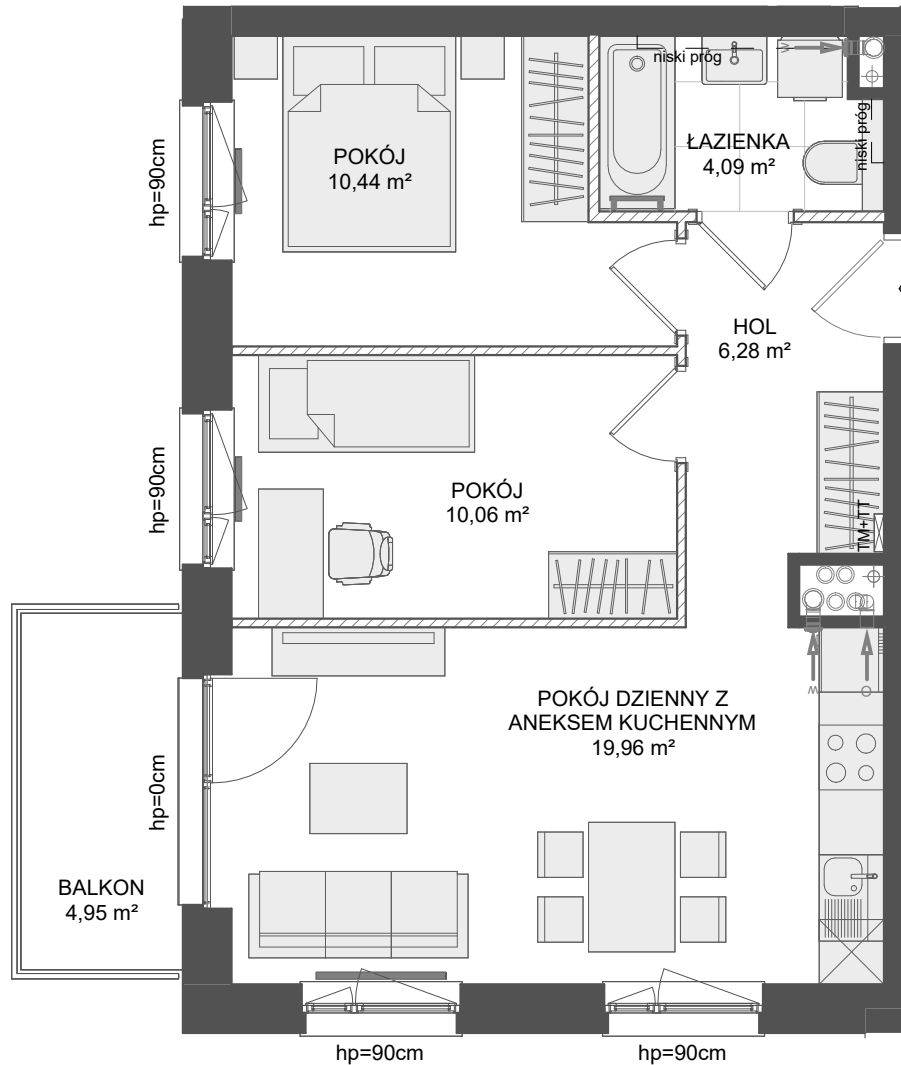 niski próg
POKÓJ
10,44 m²
ŁAZIENKA
4,09 m²
niski próg
hp=90cm
HOL
6,28 m²
hp=90cm
POKÓJ
10,06 m²
TM+TT
W
O
POKÓJ DZIENNY Z
ANEKSEM KUCHENNYM
19,96 m²
hp=0cm
BALKON
4,95 m²
hp=90cm
hp=90cm